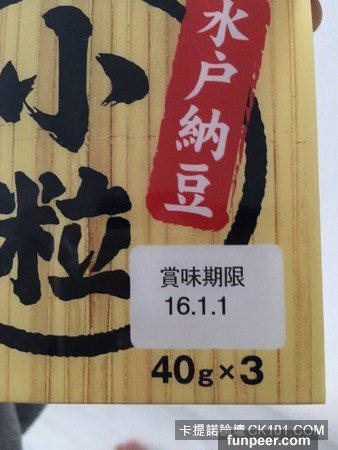 小粒
水戸納豆
賞味期限
16.1.1
40g×3
卡提諾論壇 CK101.COM
funpeer.com